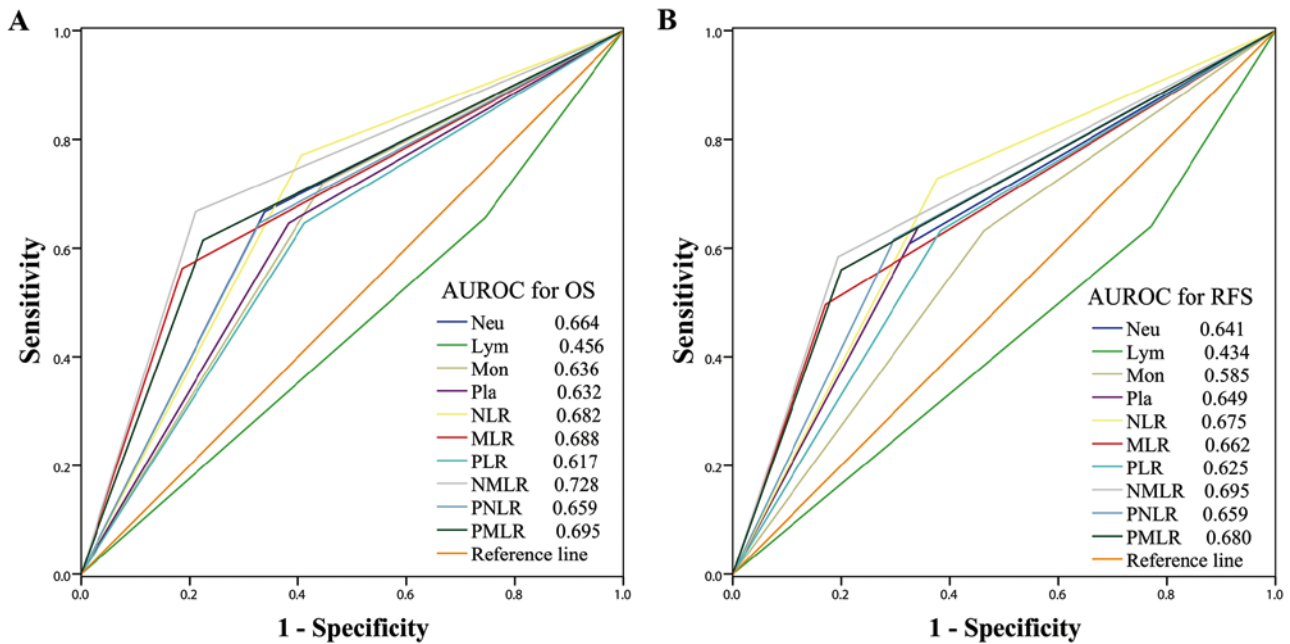 A
1.0
0.8
0.6
0.4
0.2
0.0
Sensitivity
AUROC for OS
Neu 0.664
Lym 0.456
Mon 0.636
Pla 0.632
NLR 0.682
MLR 0.688
PLR 0.617
NMLR 0.728
PNLR 0.659
PMLR 0.695
Reference line
0.0 0.2 0.4 0.6 0.8 1.0
1 - Specificity
B
1.0
0.8
0.6
0.4
0.2
0.0
Sensitivity
AUROC for RFS
Neu 0.641
Lym 0.434
Mon 0.585
Pla 0.649
NLR 0.675
MLR 0.662
PLR 0.625
NMLR 0.695
PNLR 0.659
PMLR 0.680
Reference line
0.0 0.2 0.4 0.6 0.8 1.0
1 - Specificity